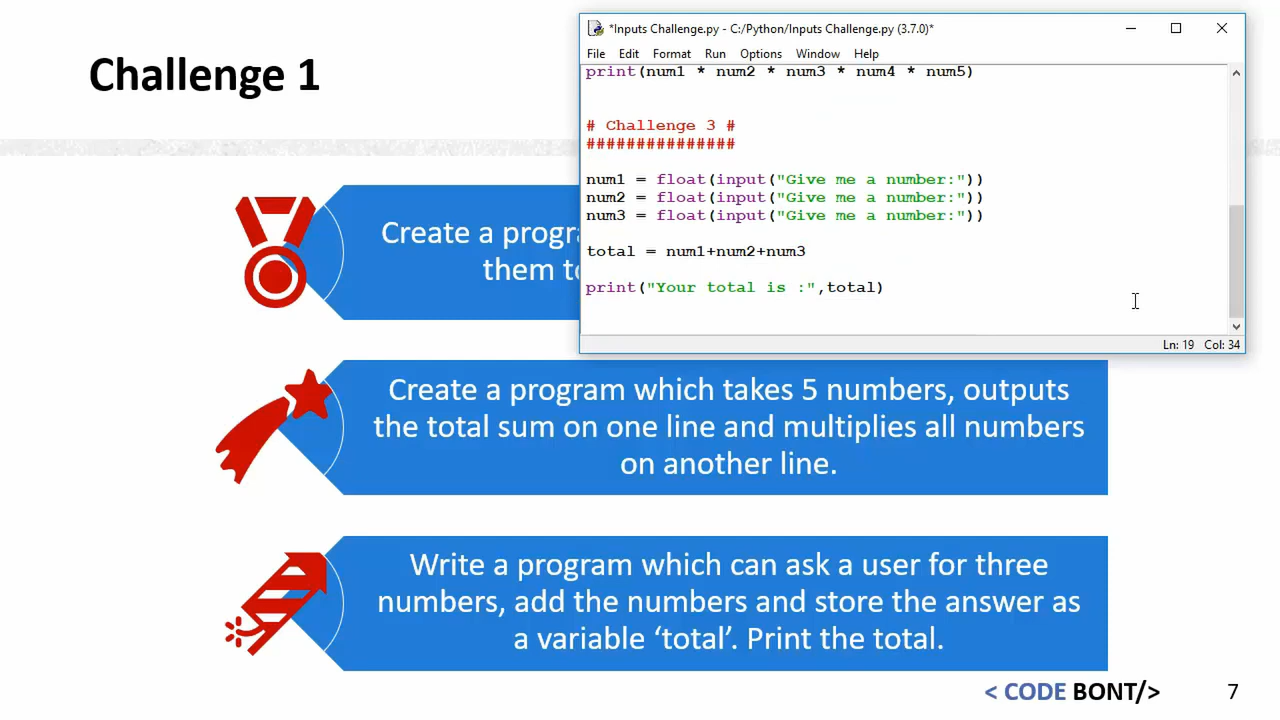 Challenge 1
*Inputs Challenge.py - C:/Python/Inputs Challenge.py (3.7.0)*
File Edit Format Run Options Window Help
print(num1 * num2 * num3 * num4 * num5)
# Challenge 3 #
###############
num1 = float(input("Give me a number:"))
num2 = float(input("Give me a number:"))
num3 = float(input("Give me a number:"))
total = num1+num2+num3
print("Your total is :",total)
Ln: 19 Col: 34
Create a progra
them to
Create a program which takes 5 numbers, outputs
the total sum on one line and multiplies all numbers
on another line.
Write a program which can ask a user for three
numbers, add the numbers and store the answer as
a variable ‘total’. Print the total.
< CODE BONT/>
7